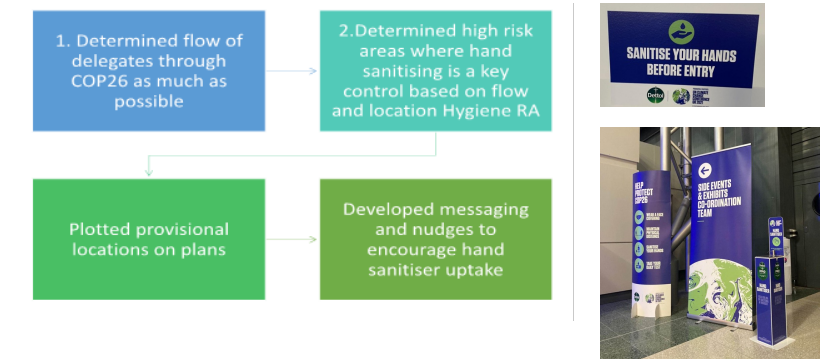 1. Determined flow of
delegates through
COP26 as much as
possible
2.Determined high risk
areas where hand
sanitising is a key
control based on flow
and location Hygiene RA
Plotted provisional
locations on plans
Developed messaging
and nudges to
encourage hand
sanitiser uptake
SANITISE YOUR HANDS
BEFORE ENTRY
Dettol
HELP
PROTECT
COP26
SIDE EVENTS
& EXHIBITS
CO-ORDINATION
TEAM